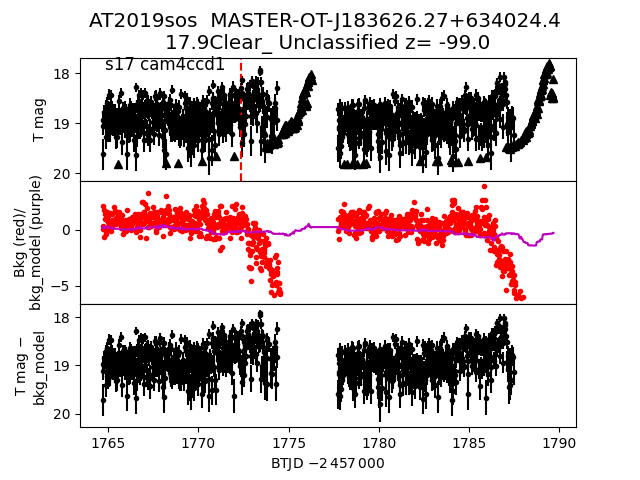 AT2019sos  MASTER-OT-J183626.27+634024.4
17.9Clear_ Unclassified z= -99.0
s17 cam4ccd1
18
19
20
T mag
0
−5
Bkg (red)/
bkg_model (purple)
18
19
20
T mag −
bkg_model
1765
1770
1775
1780
1785
1790
BTJD −2 457 000